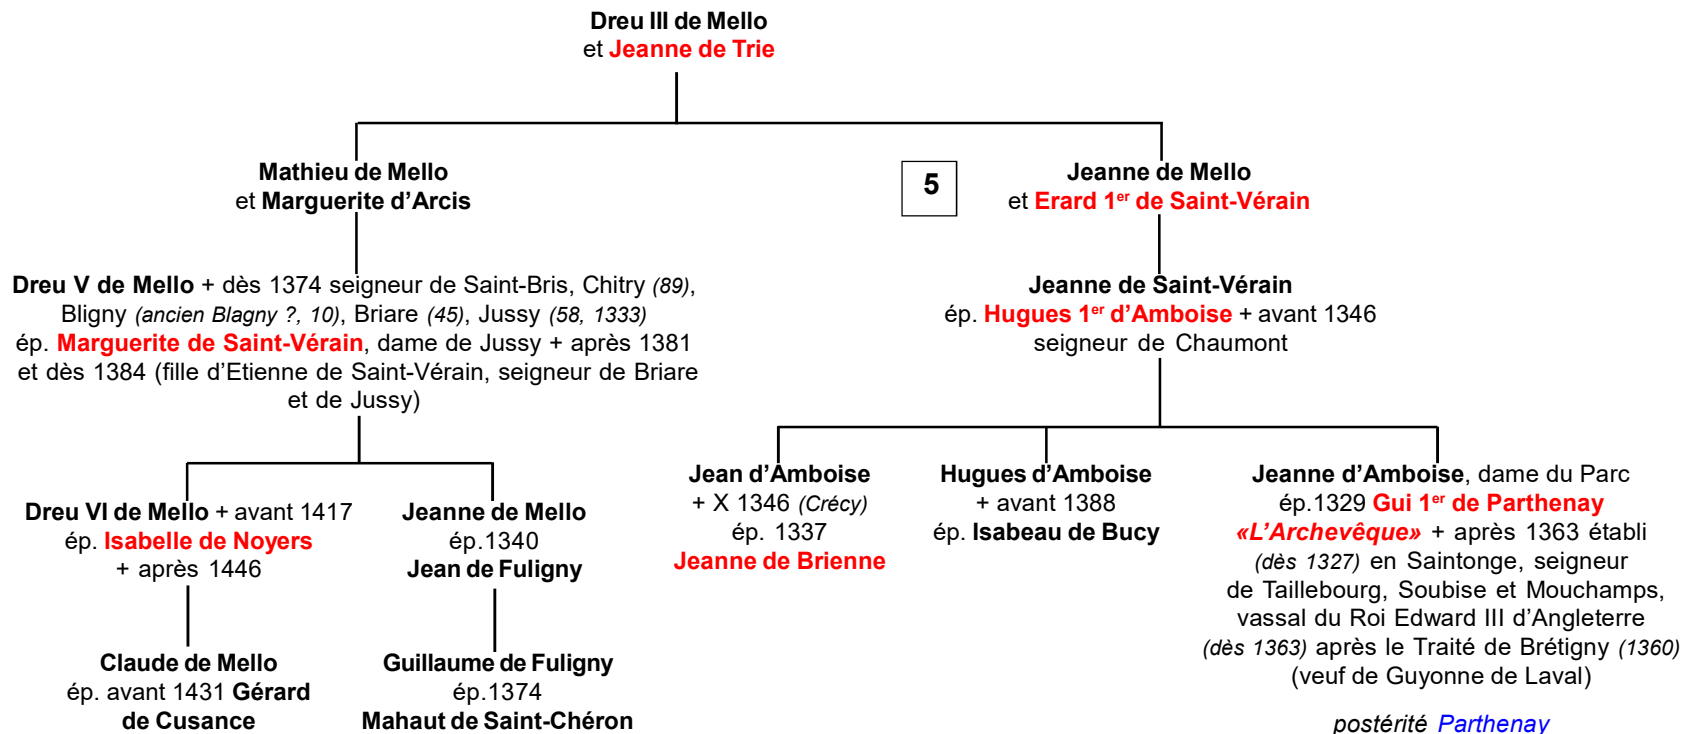 Dreu III de Mello
et Jeanne de Trie
Mathieu de Mello
et Marguerite d’Arcis
5
Jeanne de Mello
et Erard 1er de Saint-Vérain
Dreu V de Mello + dès 1374 seigneur de Saint-Bris, Chitry (89),
Bligny (ancien Blagny ?, 10), Briare (45), Jussy (58, 1333)
ép. Marguerite de Saint-Vérain, dame de Jussy + après 1381
et dès 1384 (fille d’Etienne de Saint-Vérain, seigneur de Briare
et de Jussy)
Jeanne de Saint-Vérain
ép. Hugues 1er d’Amboise + avant 1346
seigneur de Chaumont
Dreu VI de Mello + avant 1417
ép. Isabelle de Noyers
+ après 1446
Jeanne de Mello
ép.1340
Jean de Fuligny
Jean d’Amboise
+ X 1346 (Crécy)
ép. 1337
Jeanne de Brienne
Hugues d’Amboise
+ avant 1388
ép. Isabeau de Bucy
Jeanne d’Amboise, dame du Parc
ép.1329 Gui 1er de Parthenay
«L’Archevêque» + après 1363 établi
(dès 1327) en Saintonge, seigneur
de Taillebourg, Soubise et Mouchamps,
vassal du Roi Edward III d’Angleterre
(dès 1363) après le Traité de Brétigny (1360)
(veuf de Guyonne de Laval)
postérité Parthenay
Claude de Mello
ép. avant 1431 Gérard
de Cusance
Guillaume de Fuligny
ép.1374
Mahaut de Saint-Chéron